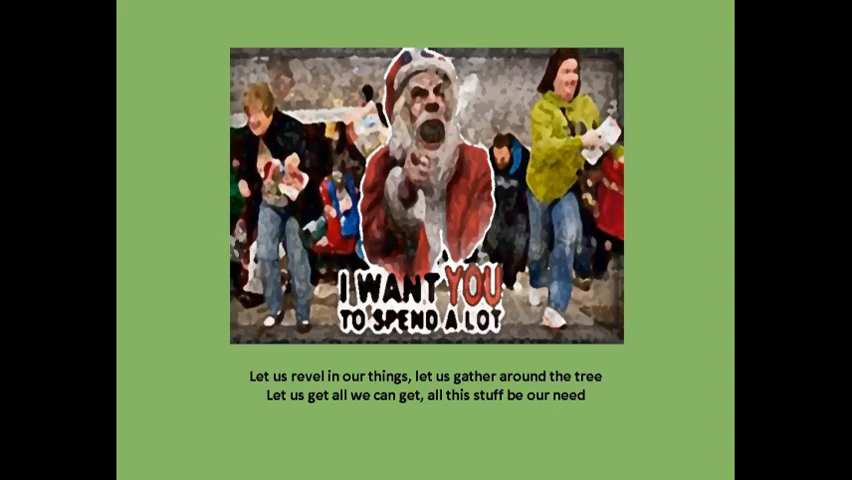 I WANT YOU
TO SPEND A LOT
Let us revel in our things, let us gather around the tree
Let us get all we can get, all this stuff be our need